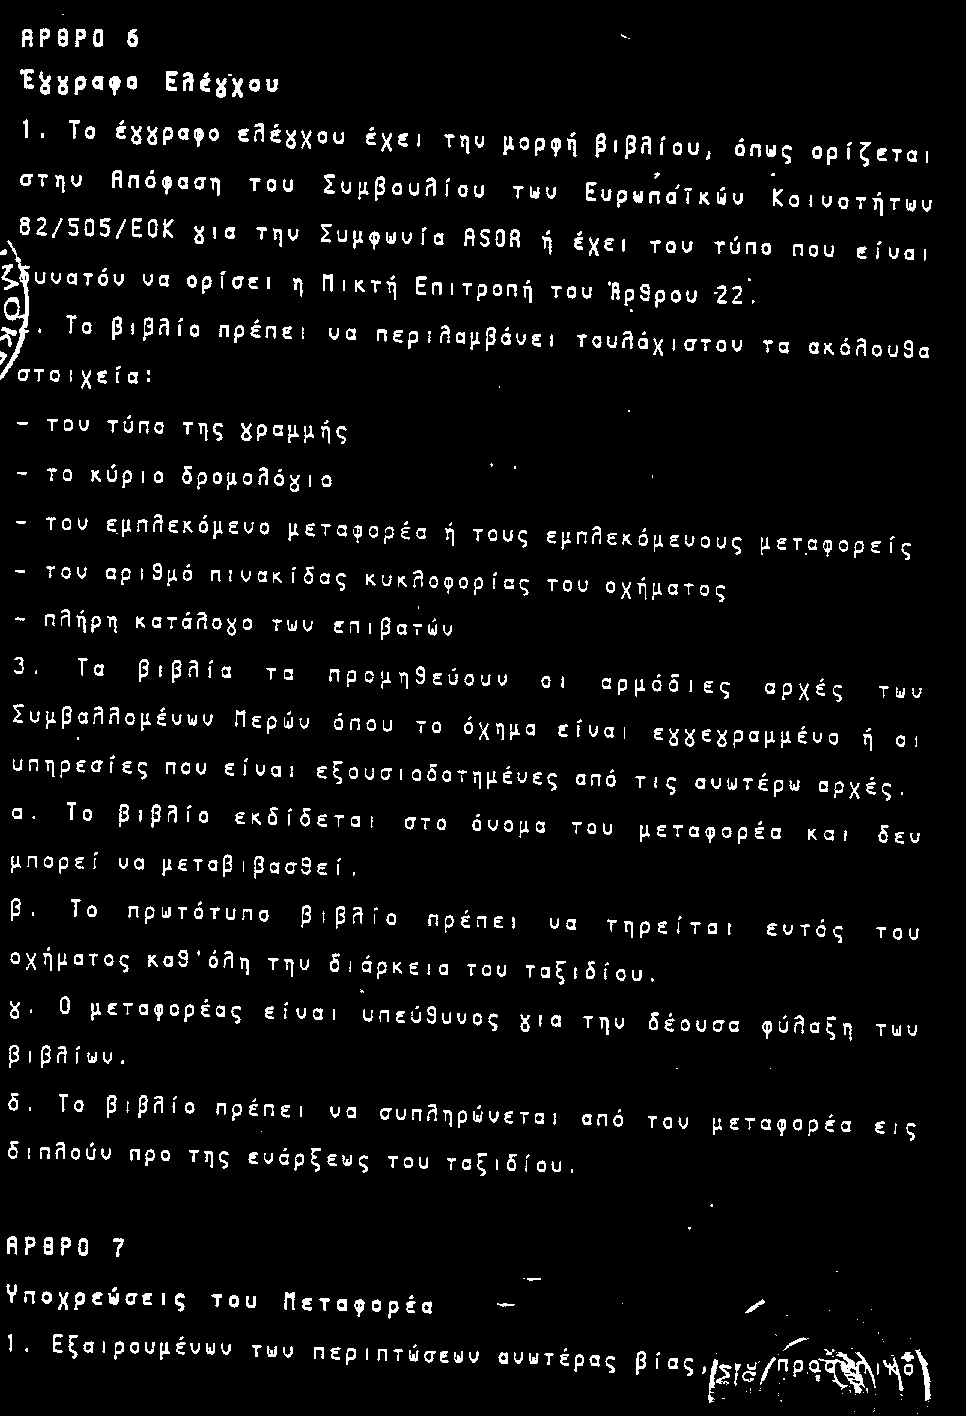 ΑΡΘΡΟ 6
Έγγραφο Ελέγχου
1. Το έγγραφο ελέγχου έχει την μορφή βιβλίου, όπως ορίζεται
στην Απόφαση του Συμβουλίου των Ευρωπαϊκών Κοινοτήτων
82/505/ΕΟΚ για την Συμφωνία ASOR ή έχει τον τύπο που είναι
δυνατόν να ορίσει η Μικτή Επιτροπή του Άρθρου 22.
. Το βιβλίο πρέπει να περιλαμβάνει τουλάχιστον τα ακόλουθα
στοιχεία:
- τον τύπο της γραμμής
- το κύριο δρομολόγιο
- τον εμπλεκόμενο μεταφορέα ή τους εμπλεκόμενους μεταφορείς
- τον αριθμό πινακίδας κυκλοφορίας του οχήματος
- πλήρη κατάλογο των επιβατών
3. Τα βιβλία τα προμηθεύουν οι αρμόδιες αρχές των
Συμβαλλομένων Μερών όπου το όχημα είναι εγγεγραμμένο ή οι
υπηρεσίες που είναι εξουσιοδοτημένες από τις ανωτέρω αρχές.
α. Το βιβλίο εκδίδεται στο όνομα του μεταφορέα και δεν
μπορεί να μεταβιβασθεί.
β. Το πρωτότυπο βιβλίο πρέπει να τηρείται εντός του
οχήματος καθ'όλη την διάρκεια του ταξιδίου.
γ. Ο μεταφορέας είναι υπεύθυνος για την δέουσα φύλαξη των
βιβλίων.
δ. Το βιβλίο πρέπει να συπληρώνεται από τον μεταφορέα εις
διπλούν προ της ενάρξεως του ταξιδίου.
ΑΡΘΡΟ 7
Υποχρεώσεις του Μεταφορέα
1. Εξαιρουμένων των περιπτώσεων ανωτέρας βίας,